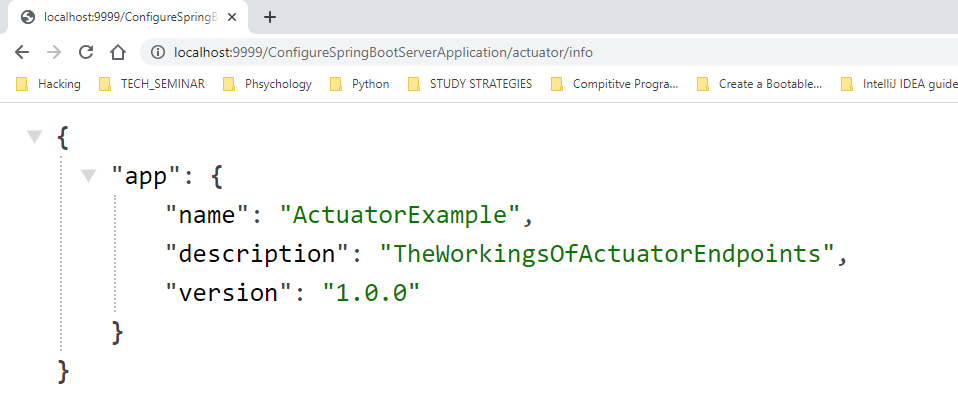 localhost:9999/ConfigureSpringB
localhost:9999/ConfigureSpringBootServerApplication/actuator/info
Hacking TECH_SEMINAR Phsychology Python STUDY STRATEGIES Compititive Progra... Create a Bootable... IntelliJ IDEA guide
{
"app": {
"name": "ActuatorExample",
"description": "TheWorkingsOfActuatorEndpoints",
"version": "1.0.0"
}
}